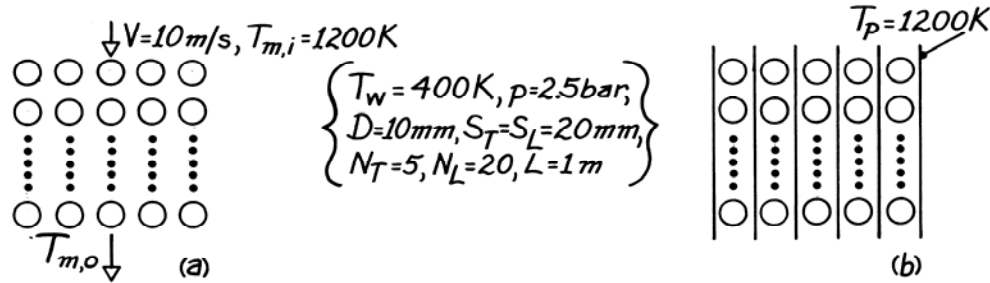 V=10m/s, Tm,i=1200K
Tw=400K, p=2.5bar,
D=10mm, ST=SL=20mm,
NT=5, NL=20, L=1m
Tm,o
(a)
Tp=1200K
(b)